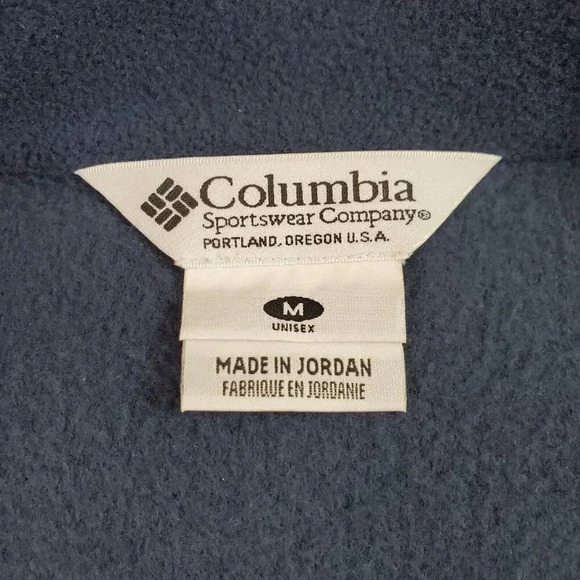 Columbia
Sportswear Company®
PORTLAND, OREGON U.S.A.
M
UNISEX
MADE IN JORDAN
FABRIQUE EN JORDANIE